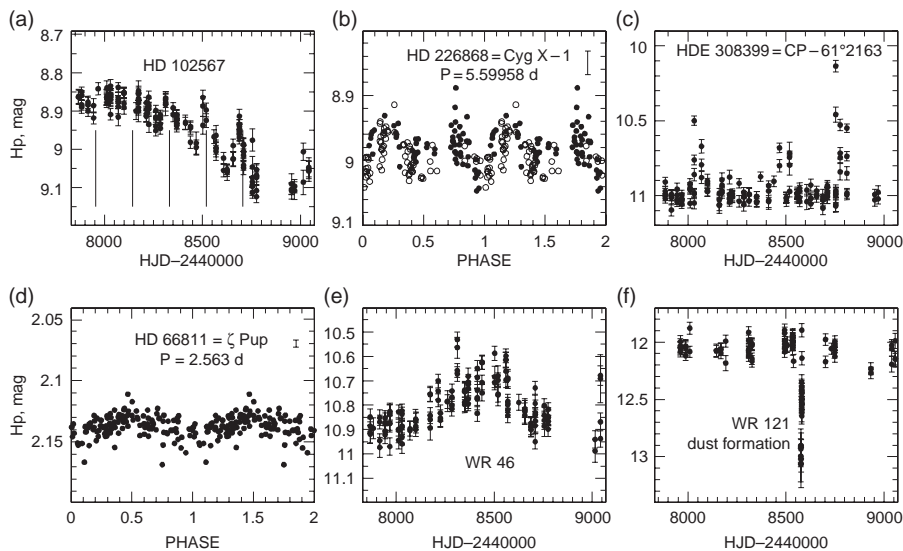 (a)
8.7
8.8
8.9
9
9.1
Hp, mag
HD 102567
8000
8500
9000
HJD–2440000
(b)
8.9
9.0
9.1
HD 226868 = Cyg X – 1
P = 5.59958 d
0
0.5
1
1.5
2
PHASE
(c)
10
10.5
11
HDE 308399 = CP – 61°2163
8000
8500
9000
HJD–2440000
(d)
2.05
2.1
2.15
Hp, mag
HD 66811 = ζ Pup
P = 2.563 d
0
0.5
1
1.5
2
PHASE
(e)
10.5
10.6
10.7
10.8
10.9
11
11.1
WR 46
8000
8500
9000
HJD–2440000
(f)
12
12.5
13
WR 121
dust formation
8000
8500
9000
HJD–2440000